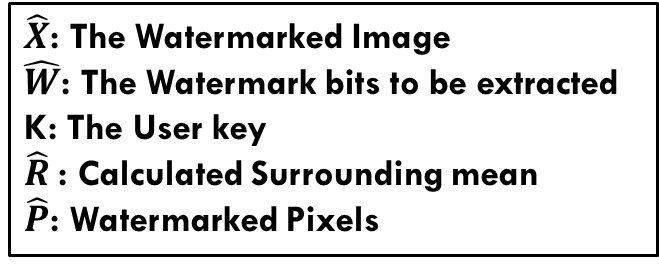 X̂: The Watermarked Image
Ŵ: The Watermark bits to be extracted
K: The User key
R̂ : Calculated Surrounding mean
P̂: Watermarked Pixels